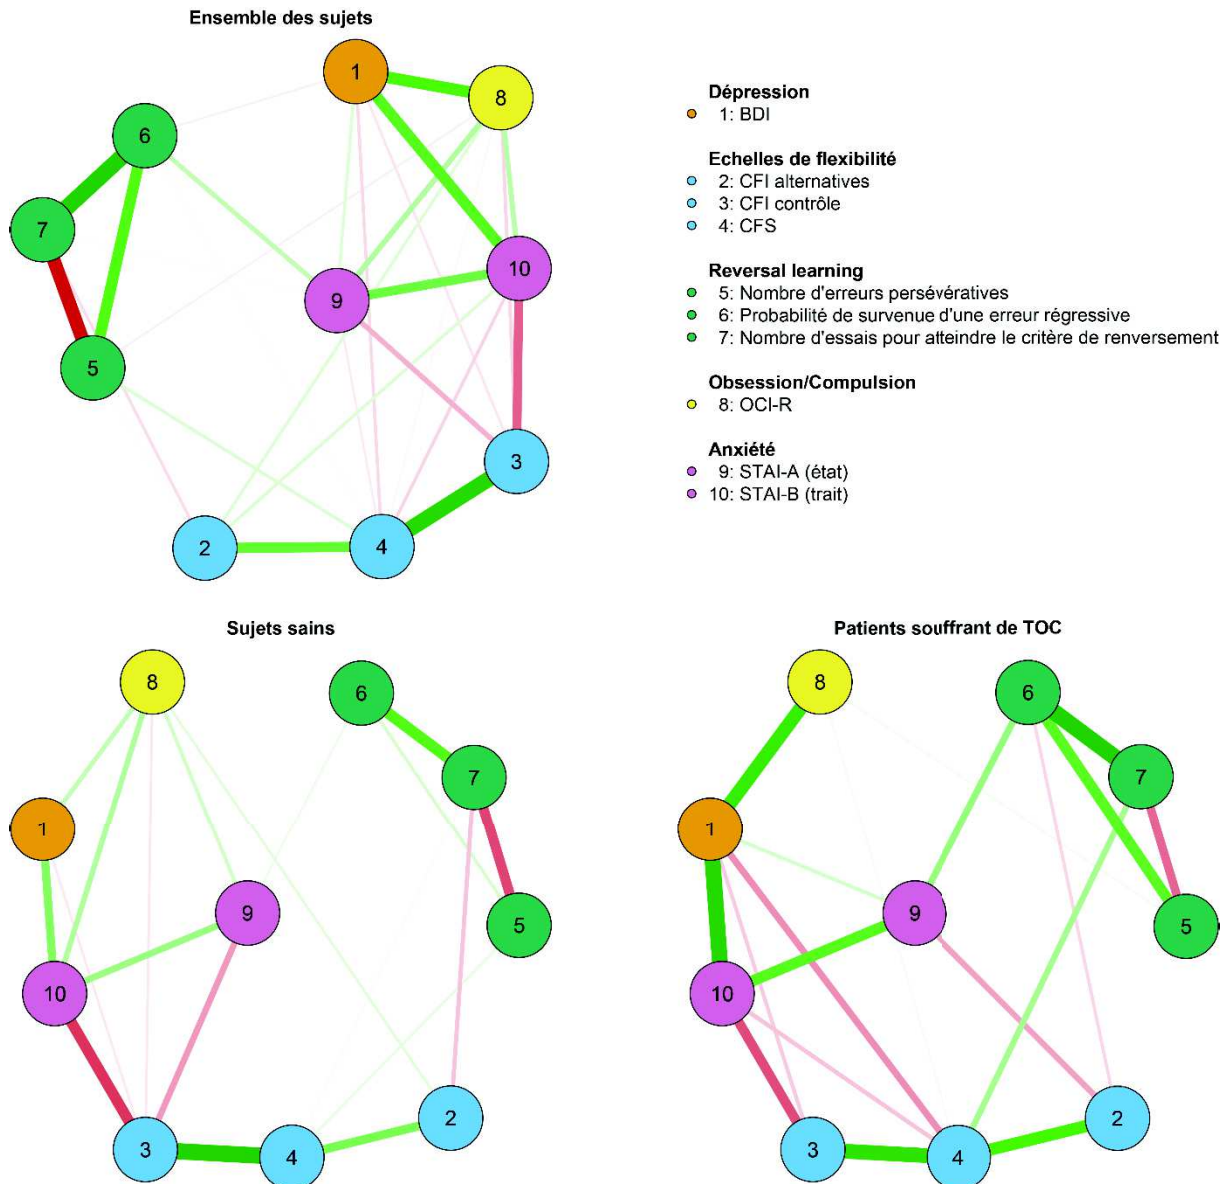 Ensemble des sujets
1
8
6
7
10
9
5
3
2
4
Dépression
1: BDI
Echelles de flexibilité
2: CFI alternatives
3: CFI contrôle
4: CFS
Reversal learning
5: Nombre d'erreurs persévératives
6: Probabilité de survenue d'une erreur régressive
7: Nombre d'essais pour atteindre le critère de renversement
Obsession/Compulsion
8: OCI-R
Anxiété
9: STAI-A (état)
10: STAI-B (trait)
Sujets sains
8
6
7
1
9
5
10
2
3
4
Patients souffrant de TOC
8
6
7
1
9
5
10
2
3
4